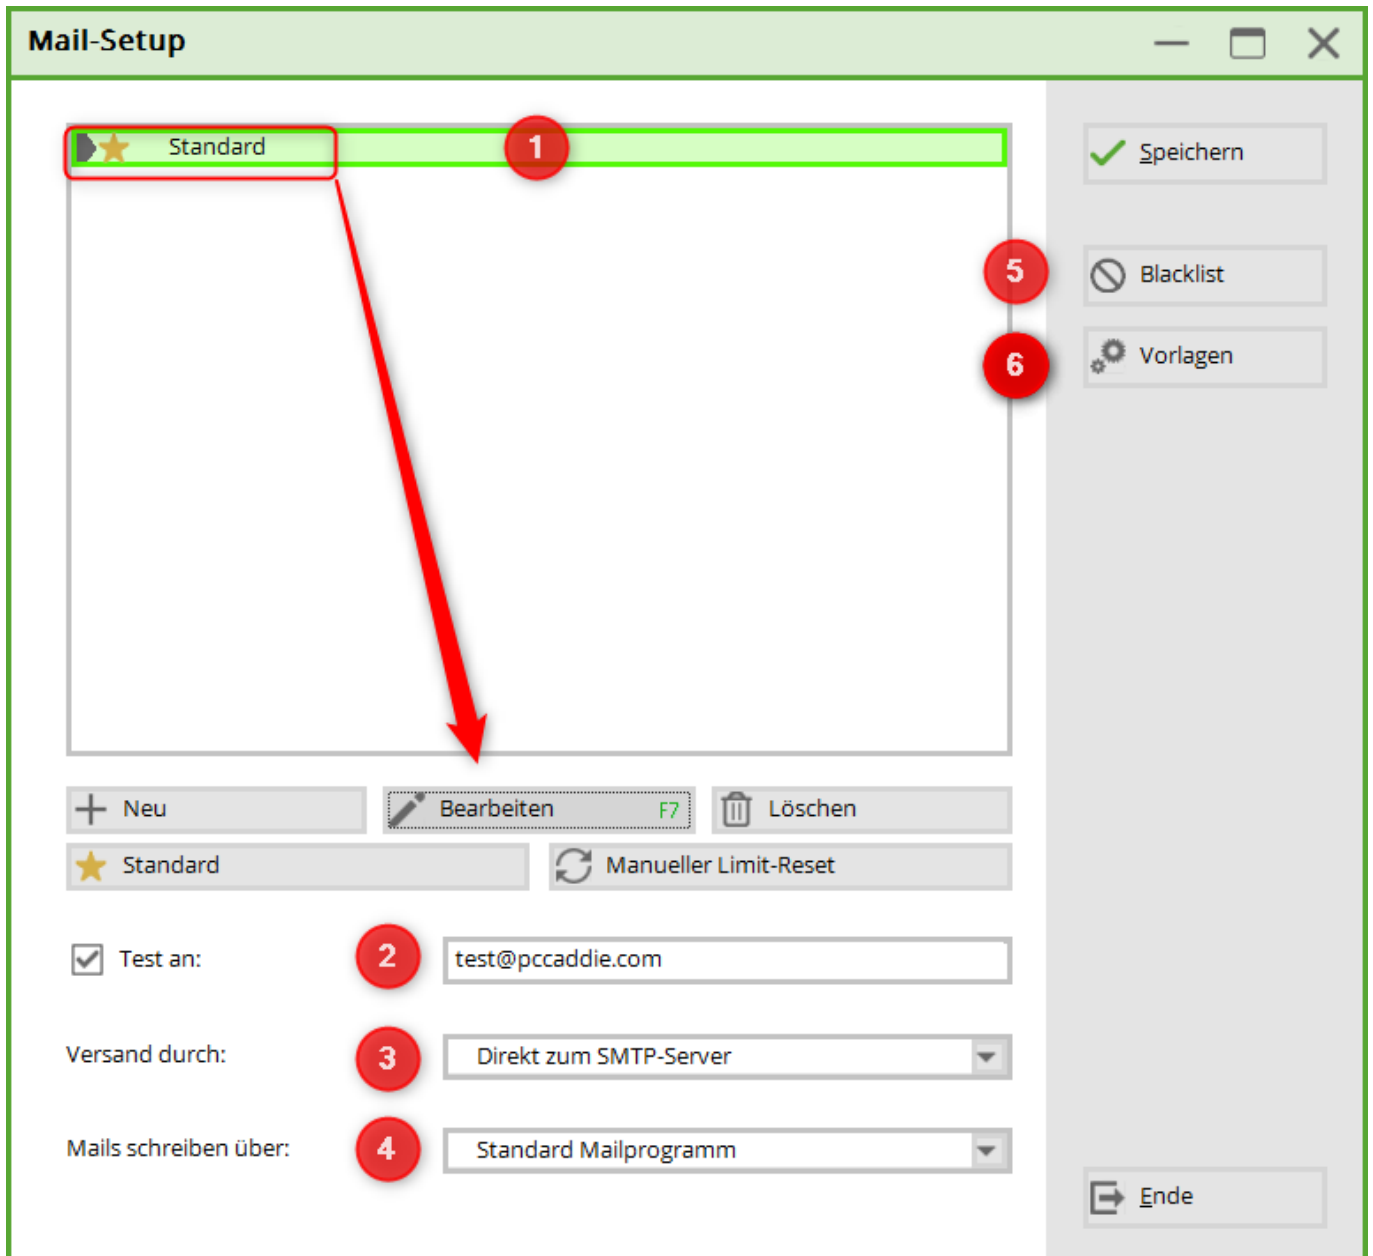 Mail-Setup
Standard
1
Speichern
5
Blacklist
6
Vorlagen
Neu
Bearbeiten F7
Löschen
Standard
Manueller Limit-Reset
Test an:
2
test@pccaddie.com
Versand durch:
3
Direkt zum SMTP-Server
Mails schreiben über:
4
Standard Mailprogramm
Ende